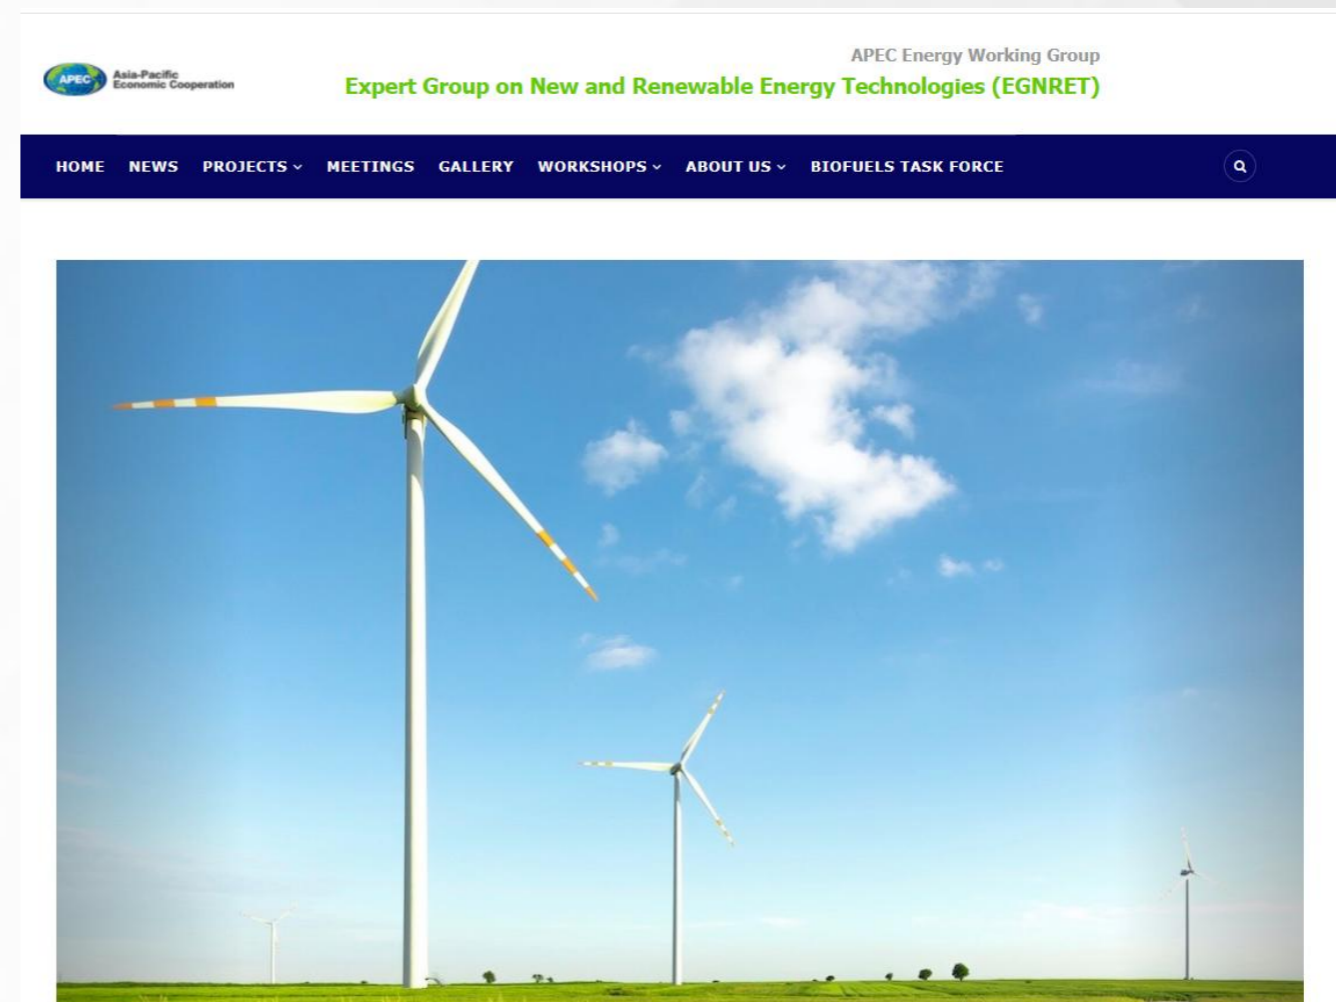 APEC
Asia-Pacific
Economic Cooperation
APEC Energy Working Group
Expert Group on New and Renewable Energy Technologies (EGNRET)
HOME NEWS PROJECTS MEETINGS GALLERY WORKSHOPS ABOUT US BIOFUELS TASK FORCE